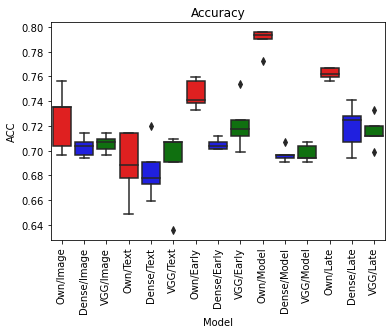 Accuracy
0.80
0.78
0.76
0.74
0.72
0.70
0.68
0.66
0.64
ACC
Own/Image
Dense/Image
VGG/Image
Own/Text
Dense/Text
VGG/Text
Own/Early
Dense/Early
VGG/Early
Own/Model
Dense/Model
VGG/Model
Own/Late
Dense/Late
VGG/Late
Model